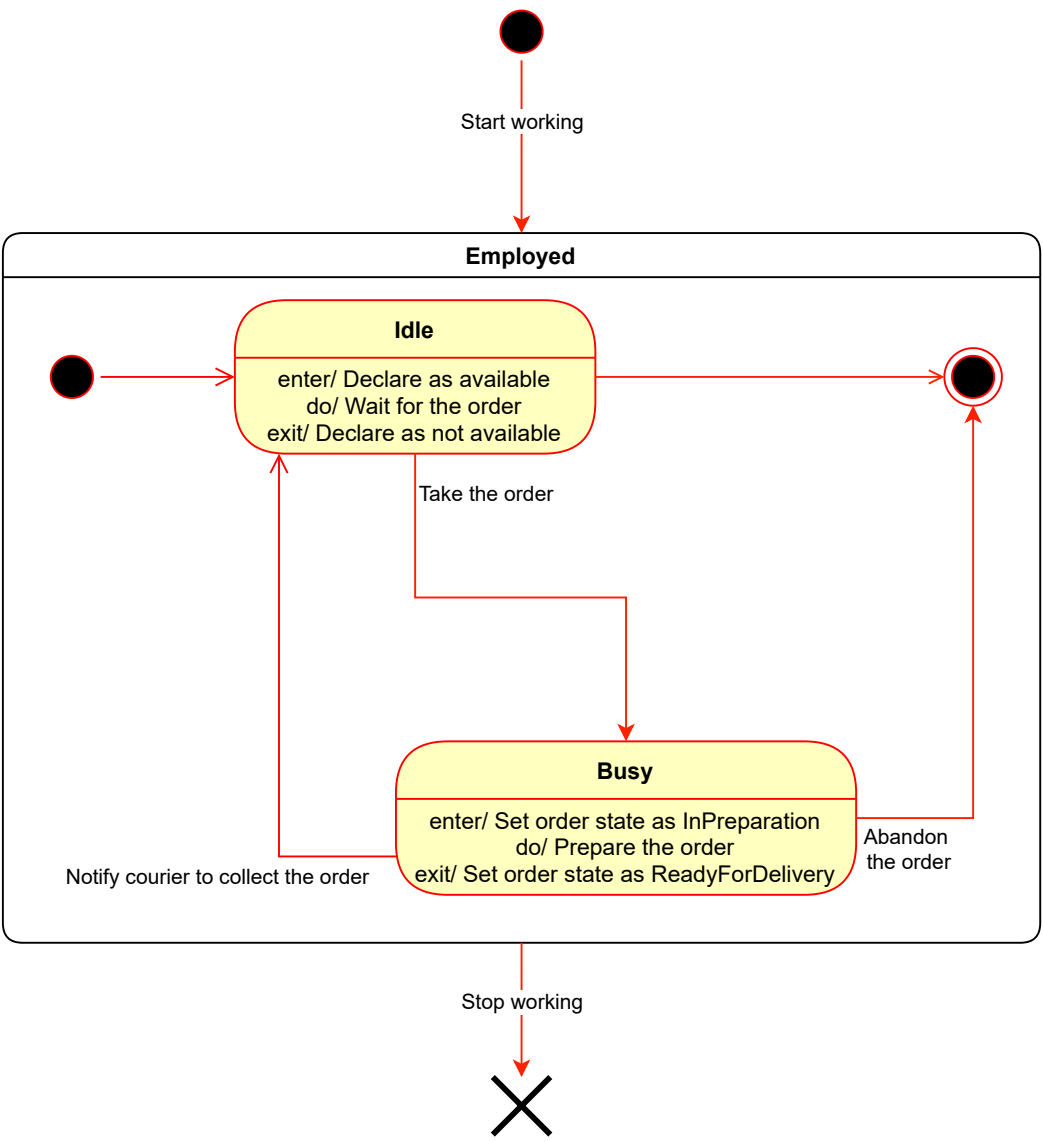 Start working
Employed
Idle
enter/ Declare as available
do/ Wait for the order
exit/ Declare as not available
Take the order
Busy
enter/ Set order state as InPreparation
do/ Prepare the order
exit/ Set order state as ReadyForDelivery
Abandon
the order
Notify courier to collect the order
Stop working